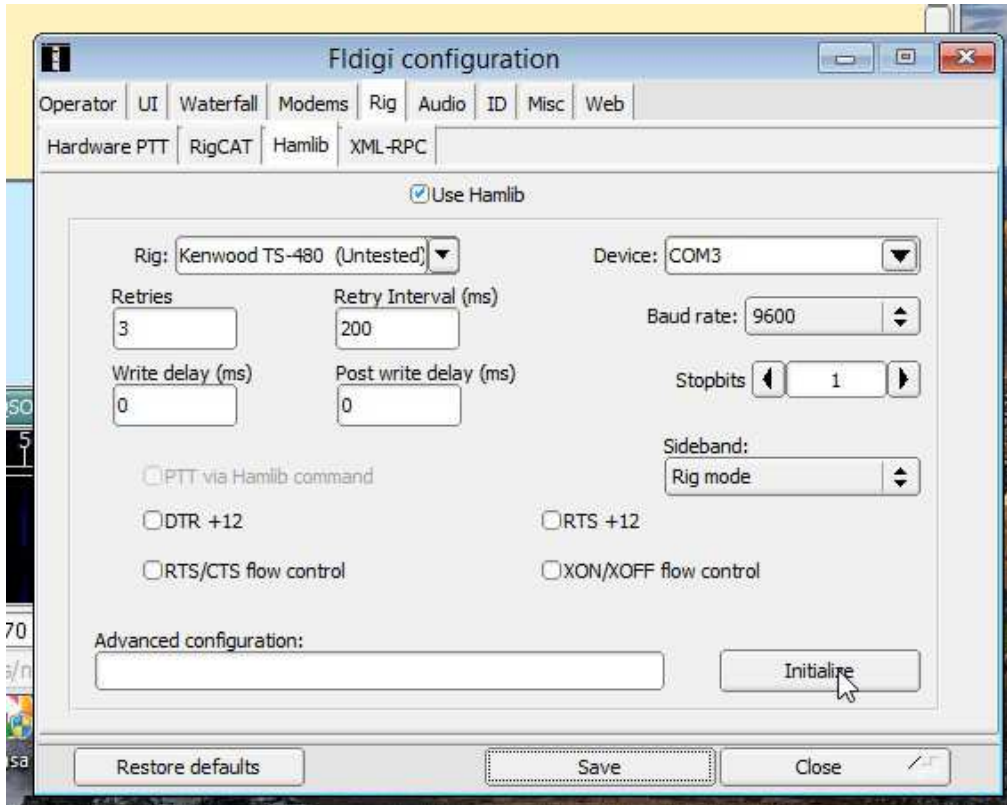 Fldigi configuration
Operator UI Waterfall Modems Rig Audio ID Misc Web
Hardware PTT RigCAT Hamlib XML-RPC
Use Hamlib
Rig: Kenwood TS-480 (Untested) Device: COM3
Retries Retry Interval (ms)
3 200 Baud rate: 9600
Write delay (ms) Post write delay (ms)
0 0 Stopbits 1
Sideband:
PTT via Hamlib command Rig mode
DTR +12 RTS +12
RTS/CTS flow control XON/XOFF flow control
70
Advanced configuration:
Initialize
Restore defaults Save Close